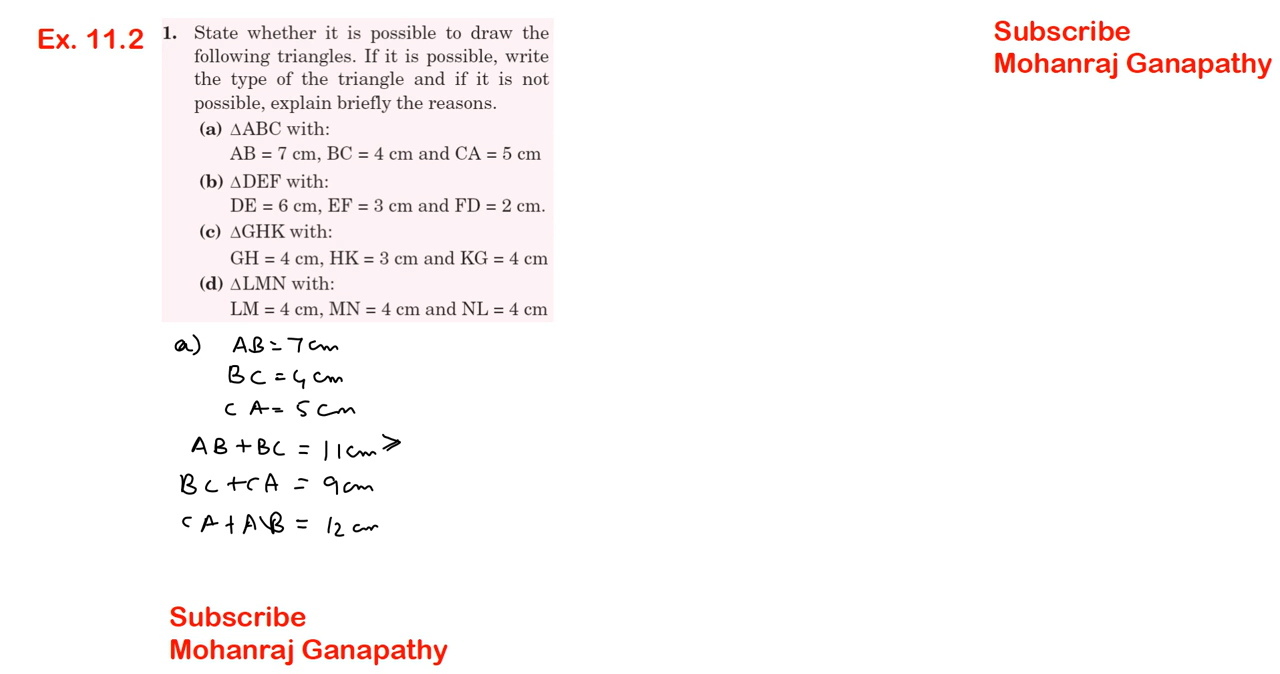 Ex. 11.2
1. State whether it is possible to draw the
following triangles. If it is possible, write
the type of the triangle and if it is not
possible, explain briefly the reasons.
(a) ΔABC with:
AB = 7 cm, BC = 4 cm and CA = 5 cm
(b) ΔDEF with:
DE = 6 cm, EF = 3 cm and FD = 2 cm.
(c) ΔGHK with:
GH = 4 cm, HK = 3 cm and KG = 4 cm
(d) ΔLMN with:
LM = 4 cm, MN = 4 cm and NL = 4 cm
a) AB = 7 cm
BC = 4 cm
CA = 5 cm
AB + BC = 11 cm >
BC + CA = 9 cm
CA + AB = 12 cm
Subscribe
Mohanraj Ganapathy
Subscribe
Mohanraj Ganapathy